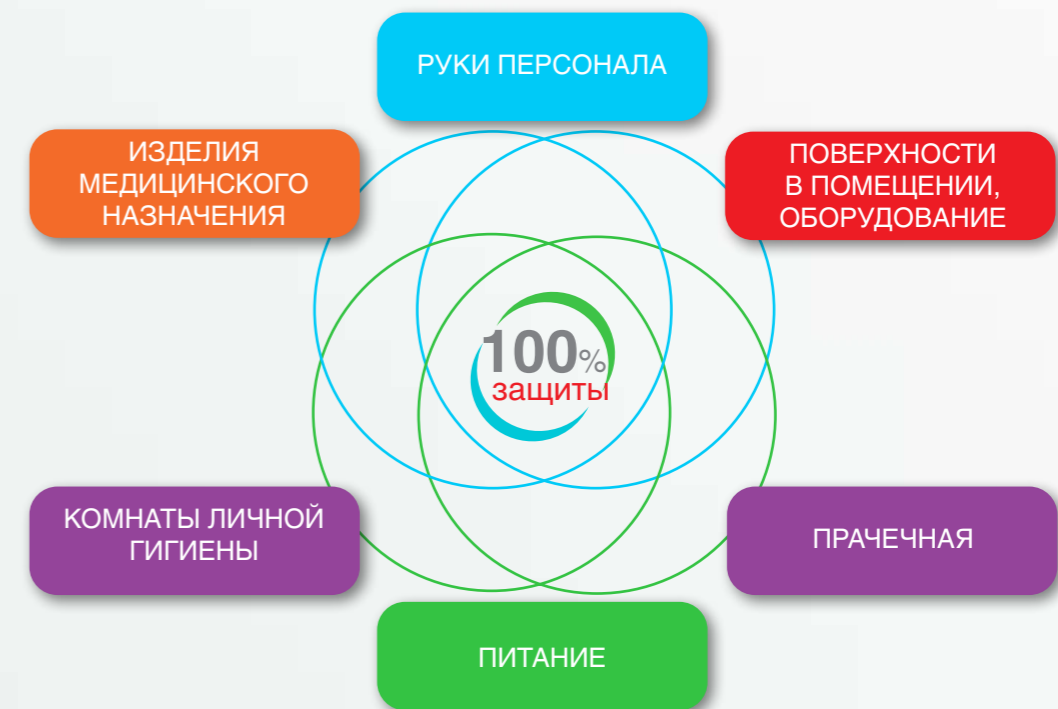 РУКИ ПЕРСОНАЛА
ИЗДЕЛИЯ
МЕДИЦИНСКОГО
НАЗНАЧЕНИЯ
ПОВЕРХНОСТИ
В ПОМЕЩЕНИИ,
ОБОРУДОВАНИЕ
100%
защиты
КОМНАТЫ ЛИЧНОЙ
ГИГИЕНЫ
ПРАЧЕЧНАЯ
ПИТАНИЕ